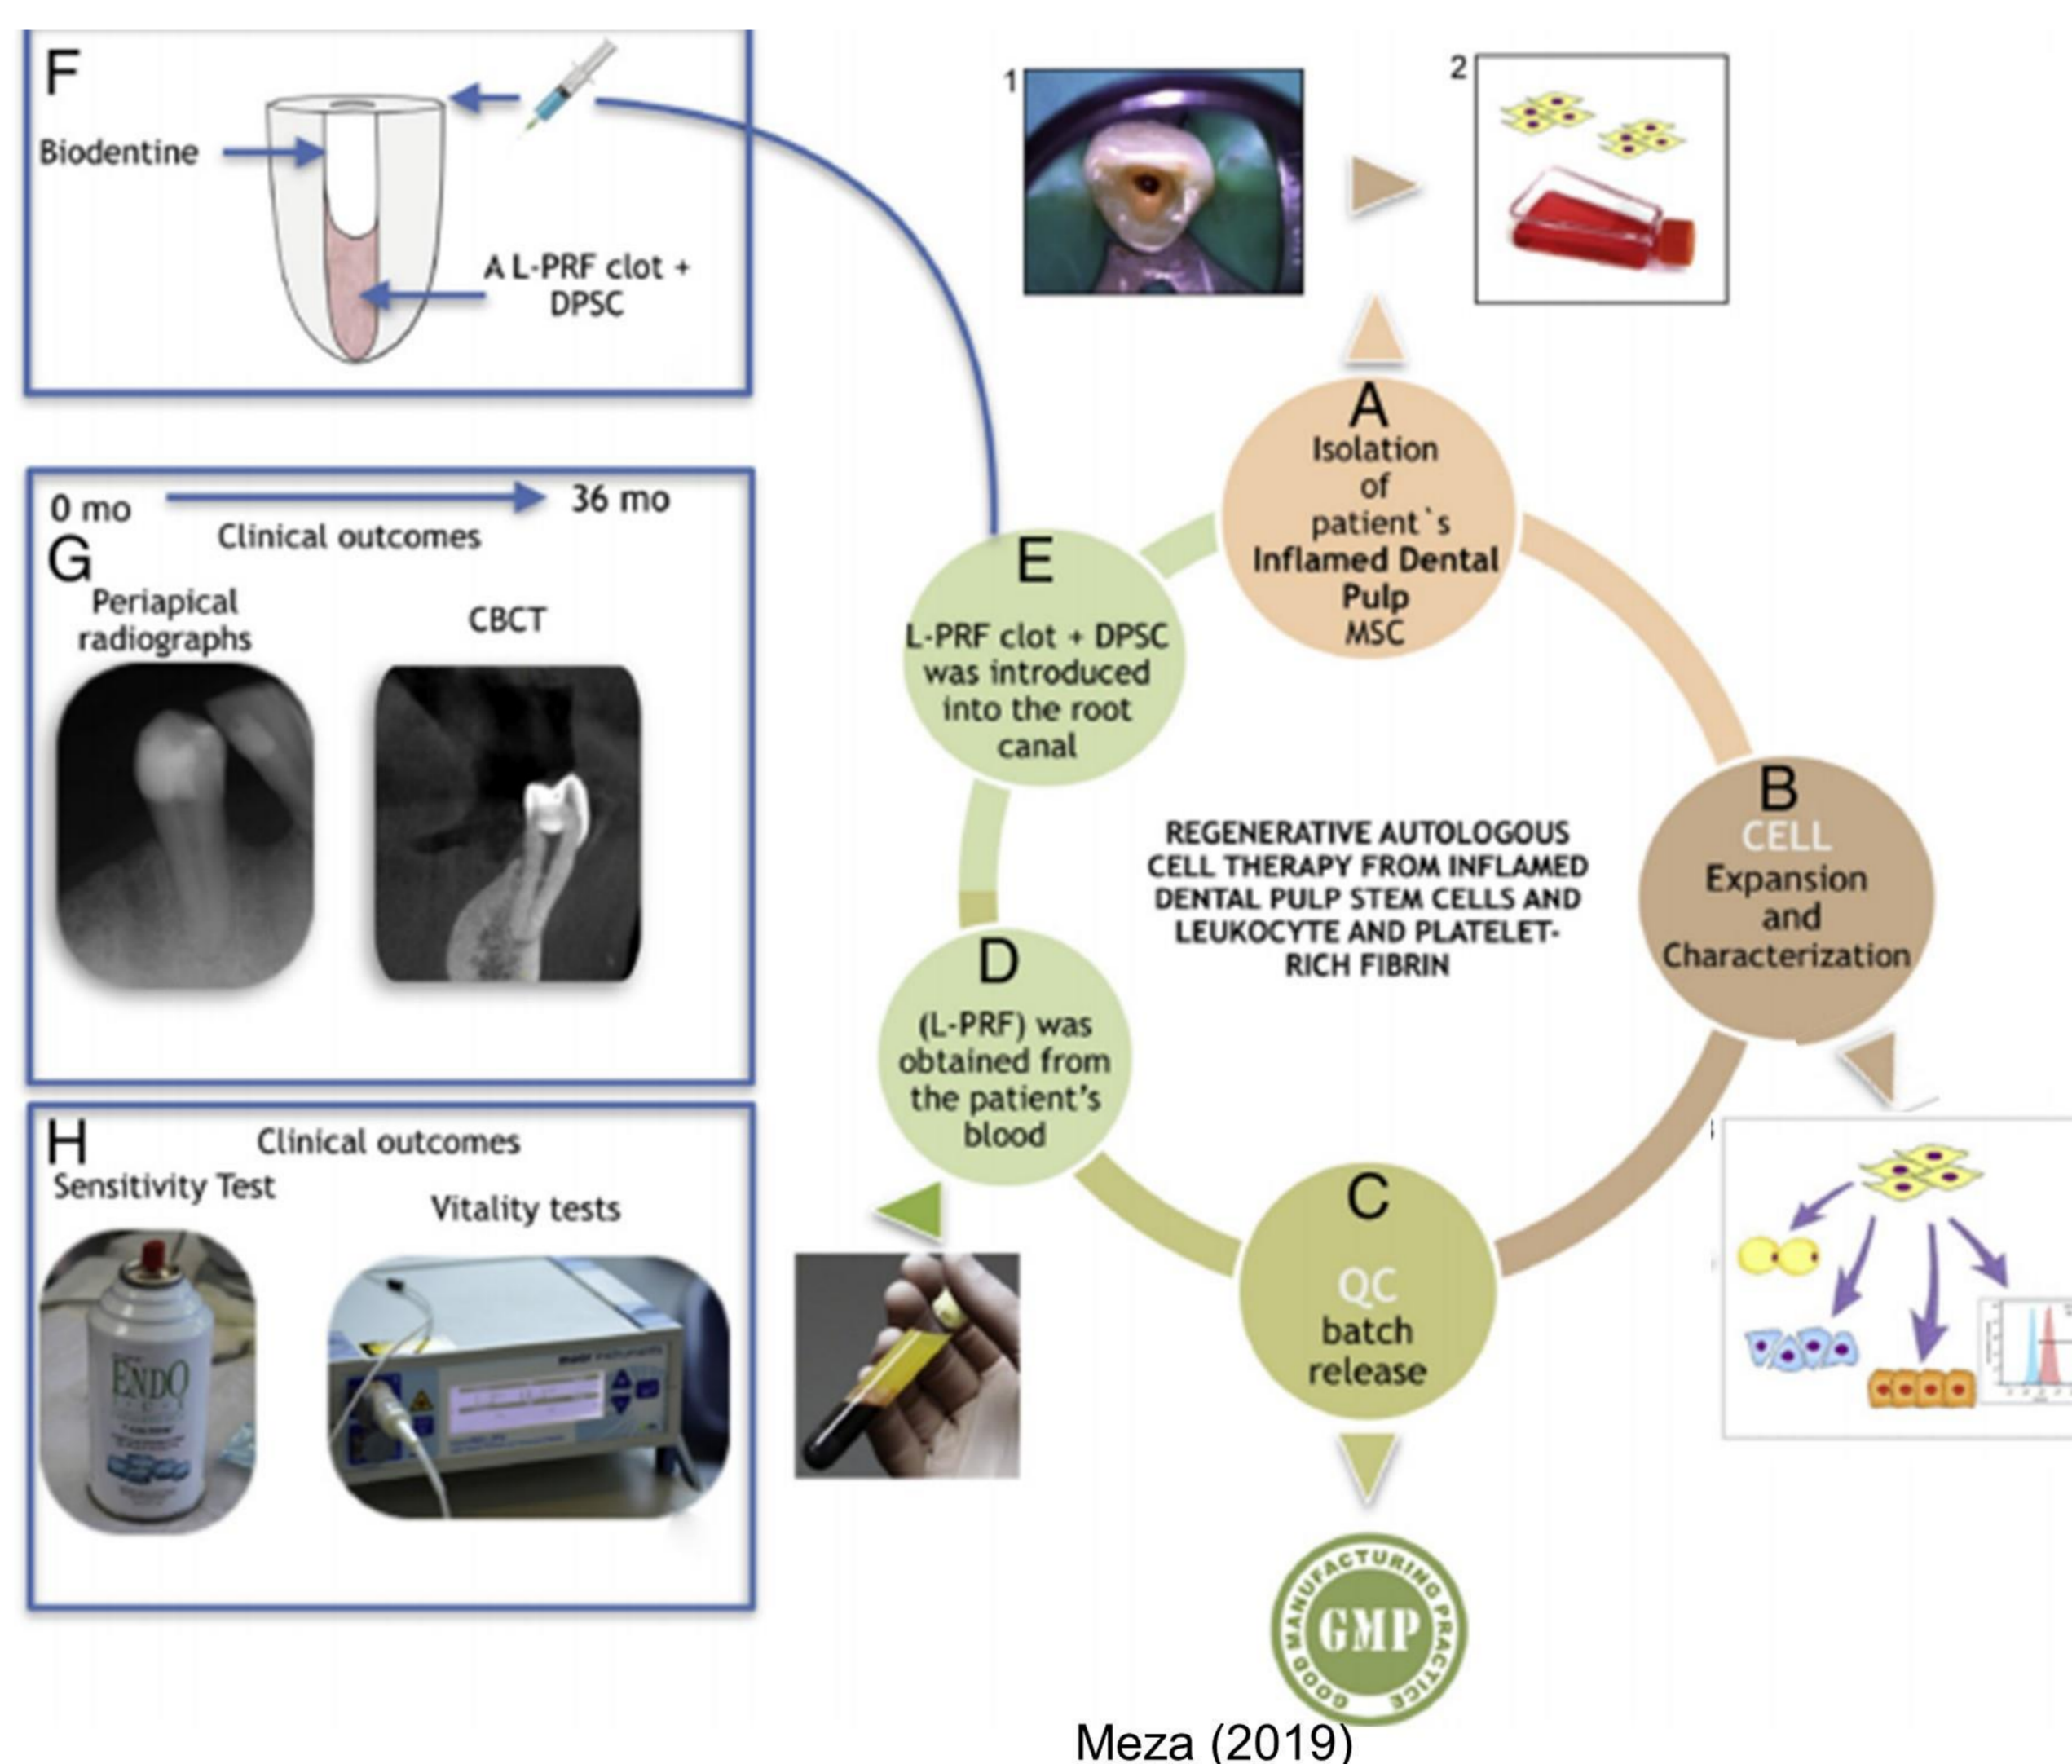 F
Biodentine
A L-PRF clot +
DPSC
0 mo
36 mo
Clinical outcomes
G
Periapical
radiographs
CBCT
H
Clinical outcomes
Sensitivity Test
Vitality tests
ENDO
1
2
A
Isolation
of
patient`s
Inflamed Dental
Pulp
MSC
B
CELL
Expansion
and
Characterization
C
QC
batch
release
GOOD MANUFACTURING PRACTICE
GMP
D
(L-PRF) was
obtained from
the patient’s
blood
E
L-PRF clot + DPSC
was introduced
into the root
canal
REGENERATIVE AUTOLOGOUS
CELL THERAPY FROM INFLAMED
DENTAL PULP STEM CELLS AND
LEUKOCYTE AND PLATELET-
RICH FIBRIN
Meza (2019)